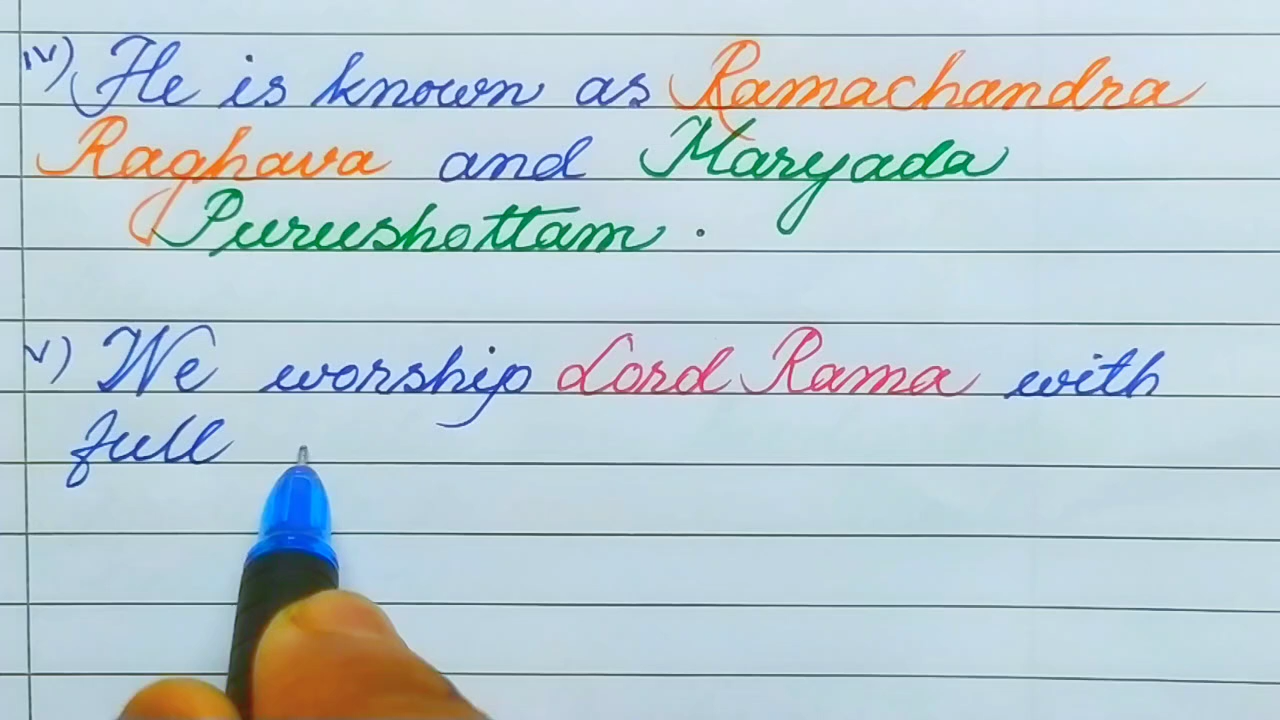 iv) He is known as Ramachandra
Raghava and Maryada
Purushottam .
v) We worship Lord Rama with
full